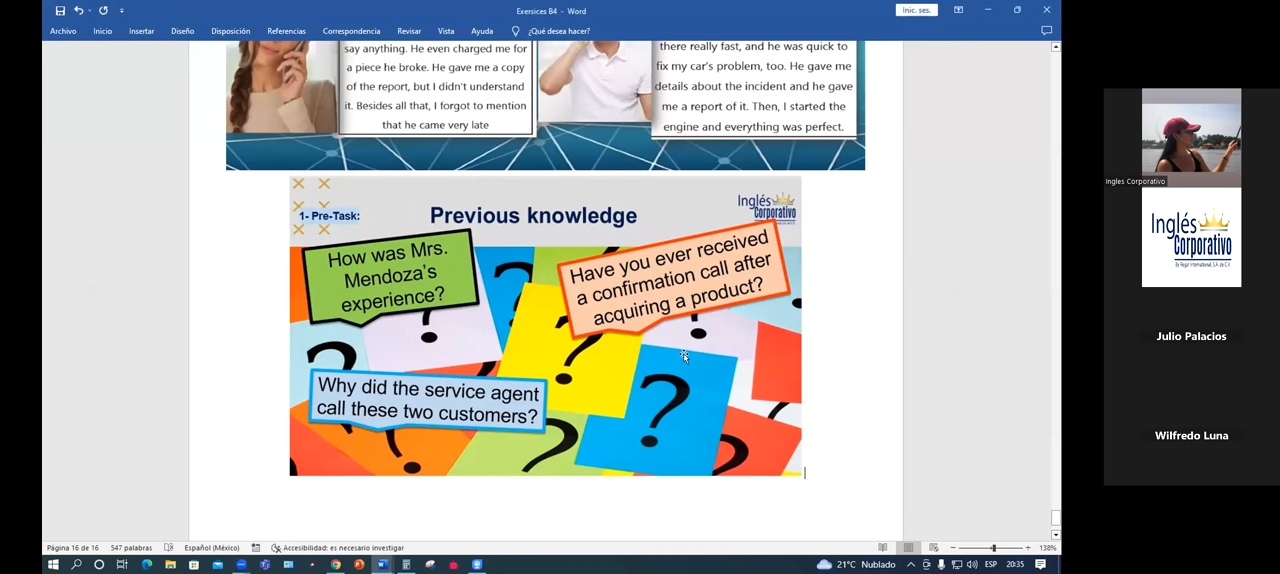 Exersices B4 - Word
Inic. ses.
Archivo Inicio Insertar Diseño Disposición Referencias Correspondencia Revisar Vista Ayuda ¿Qué desea hacer?
say anything. He even charged me for
a piece he broke. He gave me a copy
of the report, but I didn't understand
it. Besides all that, I forgot to mention
that he came very late
there really fast, and he was quick to
fix my car's problem, too. He gave me
details about the incident and he gave
me a report of it. Then, I started the
engine and everything was perfect.
1- Pre-Task:
Previous knowledge
Inglés
Corporativo
How was Mrs.
Mendoza's
experience?
Have you ever received
a confirmation call after
acquiring a product?
Why did the service agent
call these two customers?
? ? ? ? ? ? ? ?
Ingles Corporativo
Inglés
Corporativo
By Regal International, S.A. de C.V.
Julio Palacios
Wilfredo Luna
Página 16 de 16 547 palabras Español (México) Accesibilidad: es necesario investigar 138%
21°C Nublado ESP 20:35